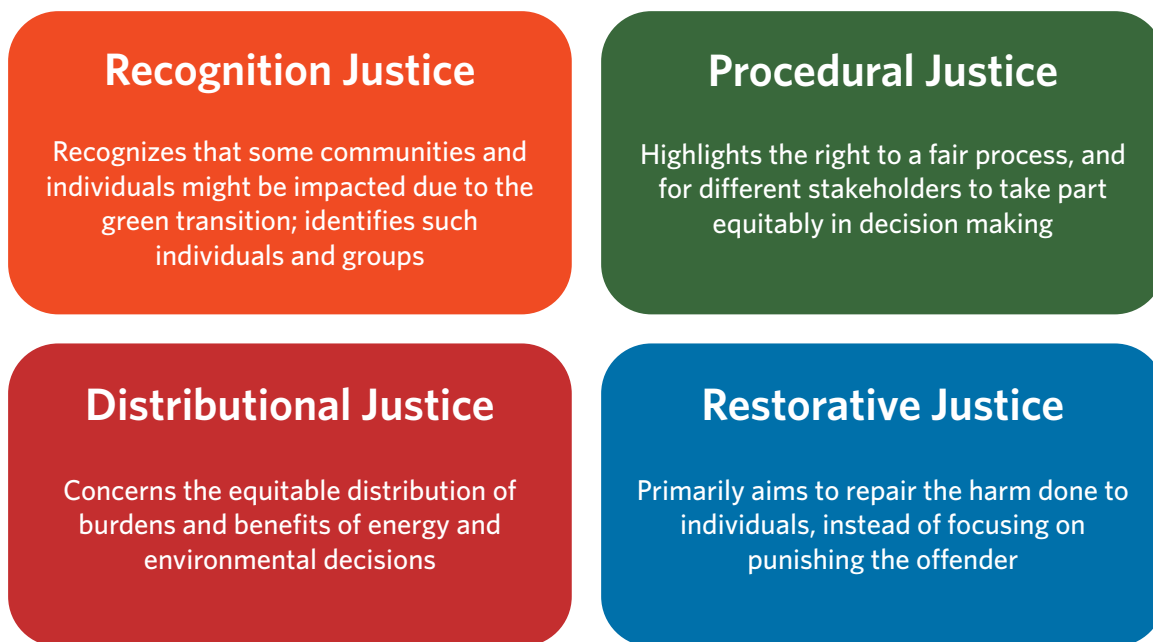 Recognition Justice
Recognizes that some communities and
individuals might be impacted due to the
green transition; identifies such
individuals and groups
Procedural Justice
Highlights the right to a fair process, and
for different stakeholders to take part
equitably in decision making
Distributional Justice
Concerns the equitable distribution of
burdens and benefits of energy and
environmental decisions
Restorative Justice
Primarily aims to repair the harm done to
individuals, instead of focusing on
punishing the offender